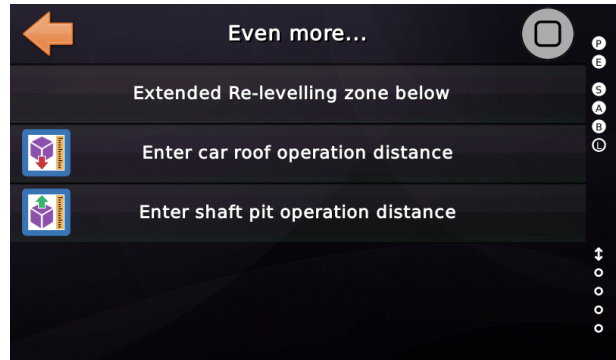 Even more...
Extended Re-levelling zone below
Enter car roof operation distance
Enter shaft pit operation distance
P
E
S
A
B
L